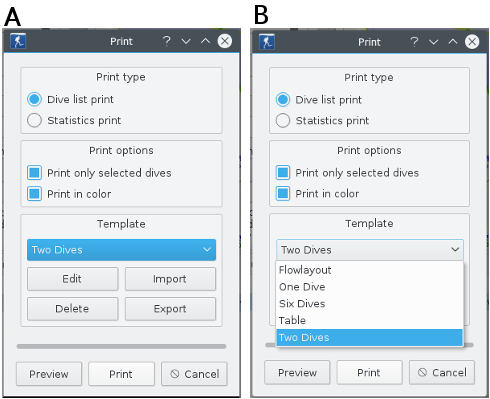 A
Print
Print type
Dive list print
Statistics print
Print options
Print only selected dives
Print in color
Template
Two Dives
Edit Import
Delete Export
Preview Print Cancel
B
Print
Print type
Dive list print
Statistics print
Print options
Print only selected dives
Print in color
Template
Two Dives
Flowlayout
One Dive
Six Dives
Table
Two Dives
Preview Print Cancel